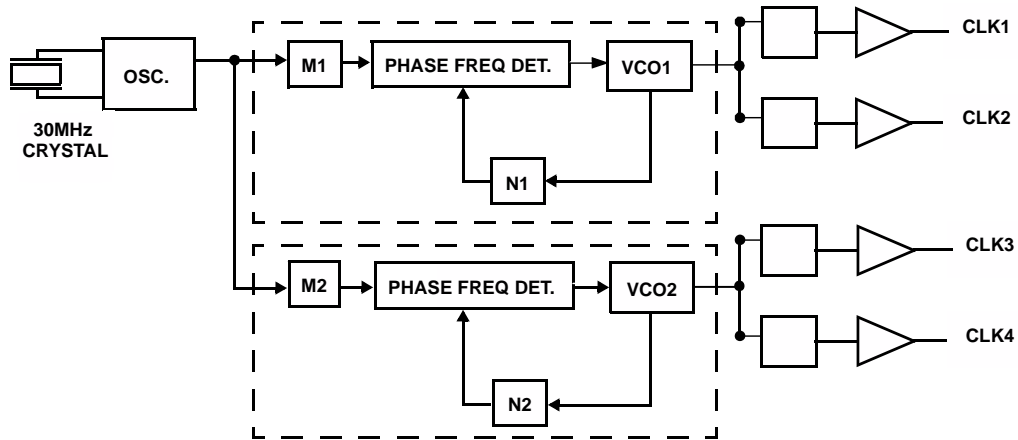 OSC.
30MHz
CRYSTAL
M1
PHASE FREQ DET.
VCO1
N1
CLK1
CLK2
M2
PHASE FREQ DET.
VCO2
N2
CLK3
CLK4